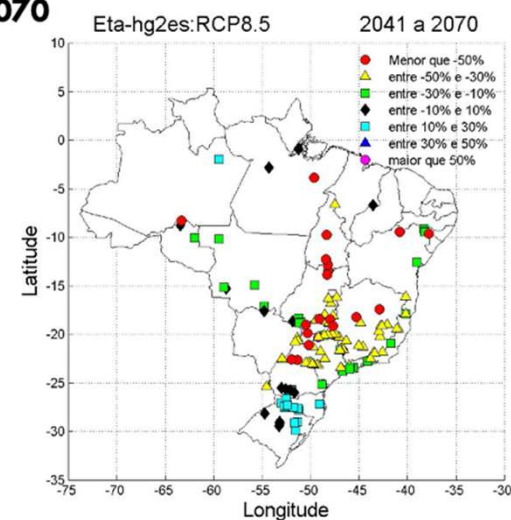 070
Eta-hg2es:RCP8.5 2041 a 2070
Menor que -50%
entre -50% e -30%
entre -30% e -10%
entre -10% e 10%
entre 10% e 30%
entre 30% e 50%
maior que 50%
10
5
0
-5
-10
-15
-20
-25
-30
-35
Latitude
-75 -70 -65 -60 -55 -50 -45 -40 -35 -30
Longitude